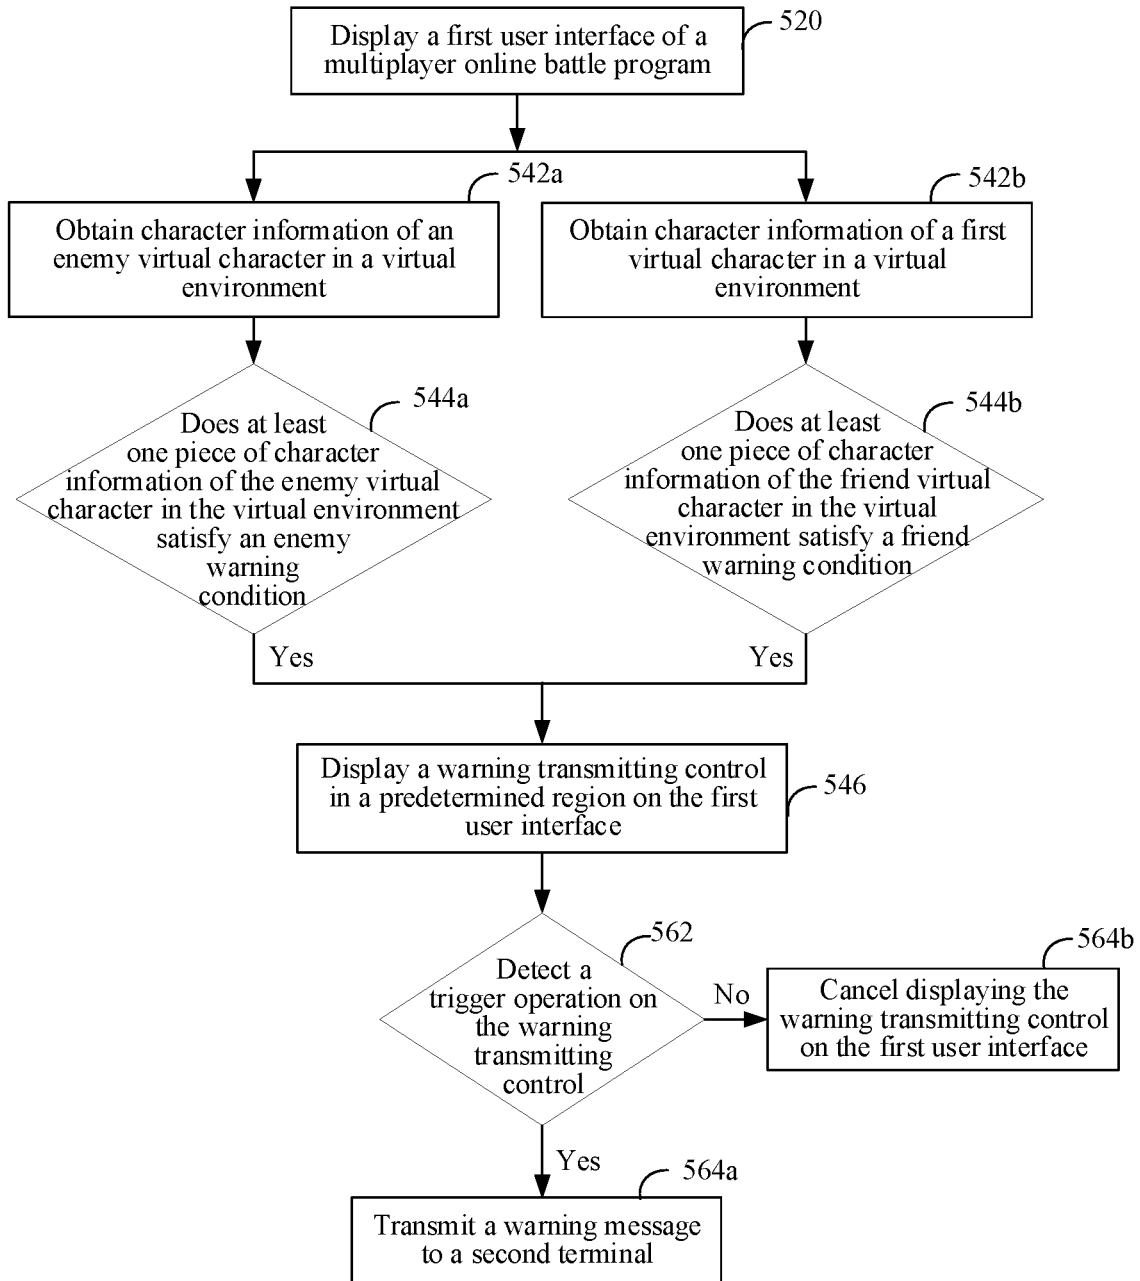 Display a first user interface of a
multiplayer online battle program
520
542a
Obtain character information of an
enemy virtual character in a virtual
environment
542b
Obtain character information of a first
virtual character in a virtual
environment
544a
Does at least
one piece of character
information of the enemy virtual
character in the virtual environment
satisfy an enemy
warning
condition
544b
Does at least
one piece of character
information of the friend virtual
character in the virtual
environment satisfy a friend
warning condition
Yes
Yes
Display a warning transmitting control
in a predetermined region on the first
user interface
546
562
Detect a
trigger operation on
the warning
transmitting
control
No
564b
Cancel displaying the
warning transmitting control
on the first user interface
Yes
564a
Transmit a warning message
to a second terminal